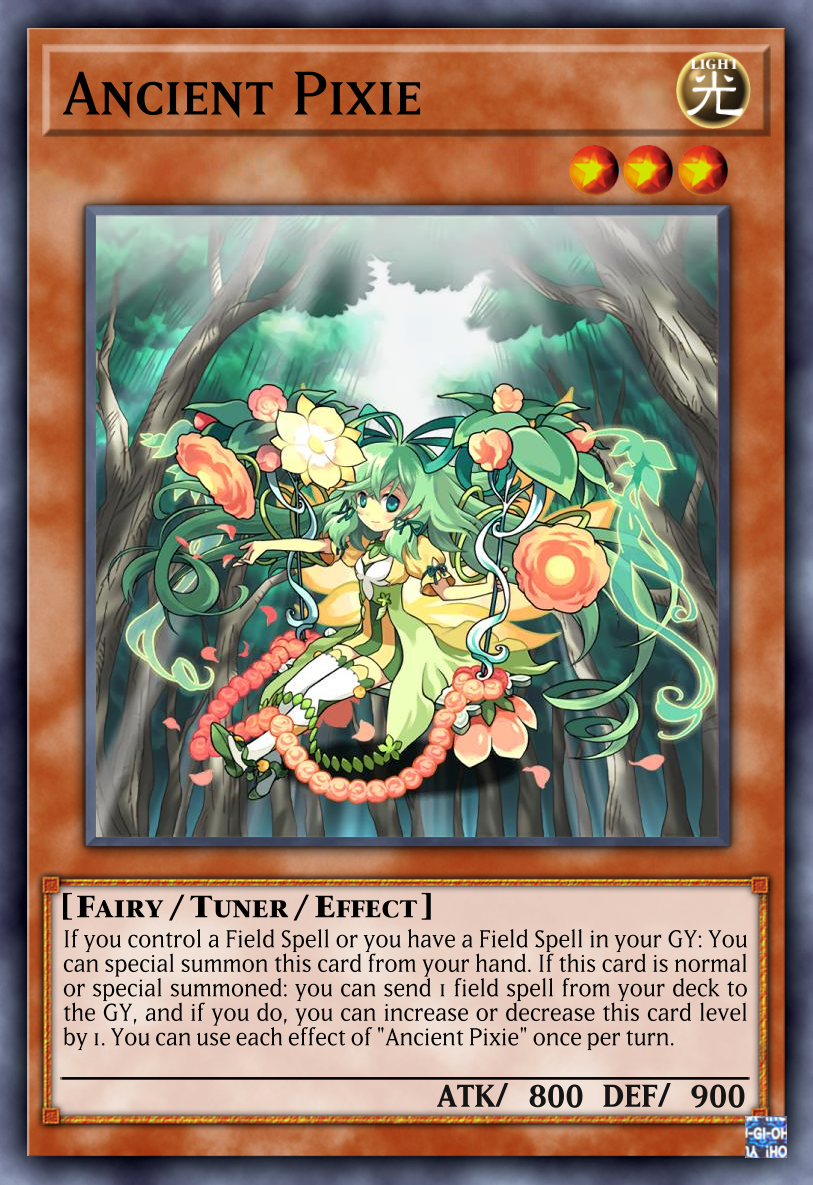 Ancient Pixie
LIGHT
光
[Fairy / Tuner / Effect]
If you control a Field Spell or you have a Field Spell in your GY: You
can special summon this card from your hand. If this card is normal
or special summoned: you can send 1 field spell from your deck to
the GY, and if you do, you can increase or decrease this card level
by 1. You can use each effect of "Ancient Pixie" once per turn.
ATK/ 800 DEF/ 900